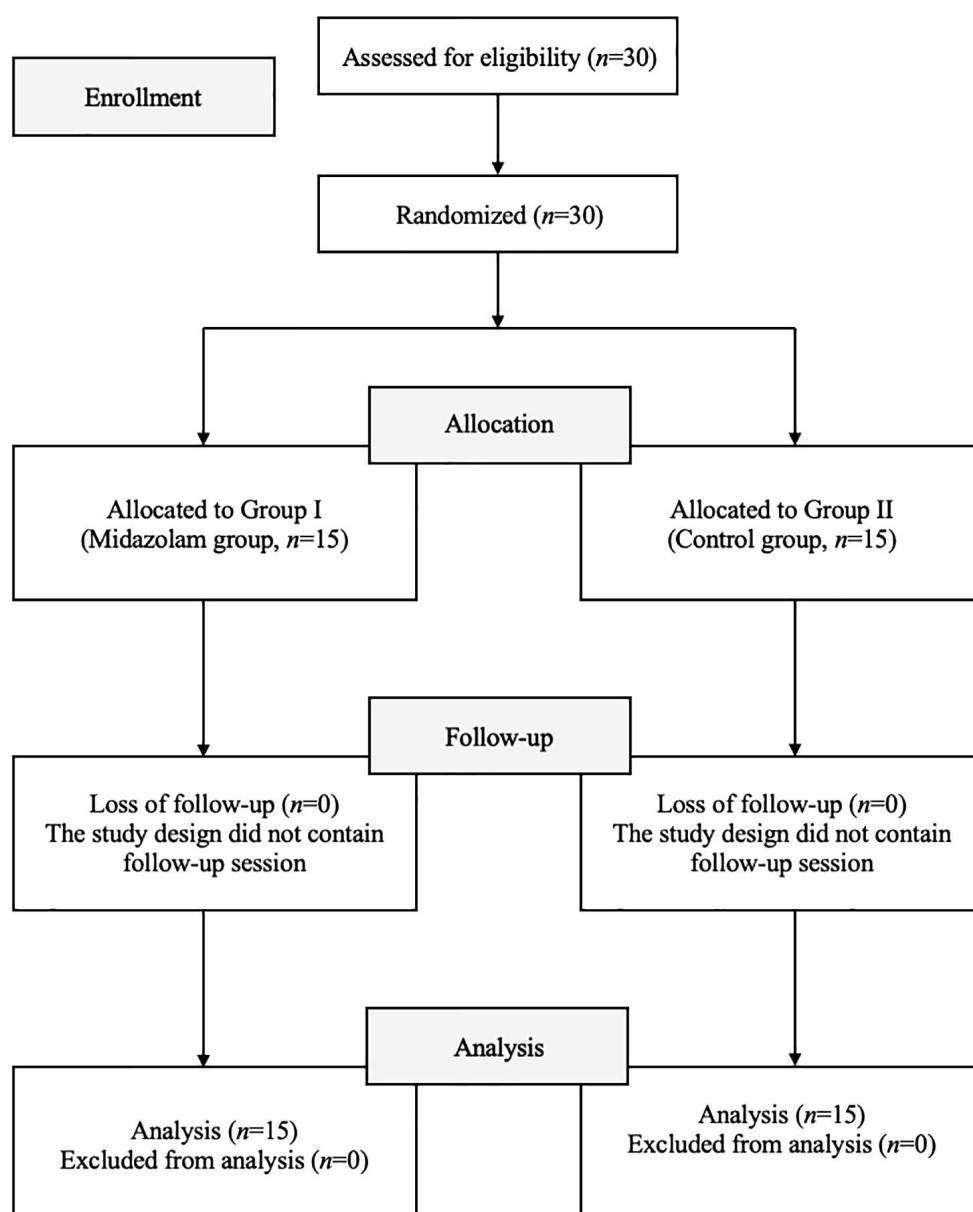 Assessed for eligibility (n=30)
Enrollment
Randomized (n=30)
Allocation
Allocated to Group I
(Midazolam group, n=15)
Allocated to Group II
(Control group, n=15)
Follow-up
Loss of follow-up (n=0)
The study design did not contain
follow-up session
Loss of follow-up (n=0)
The study design did not contain
follow-up session
Analysis
Analysis (n=15)
Excluded from analysis (n=0)
Analysis (n=15)
Excluded from analysis (n=0)